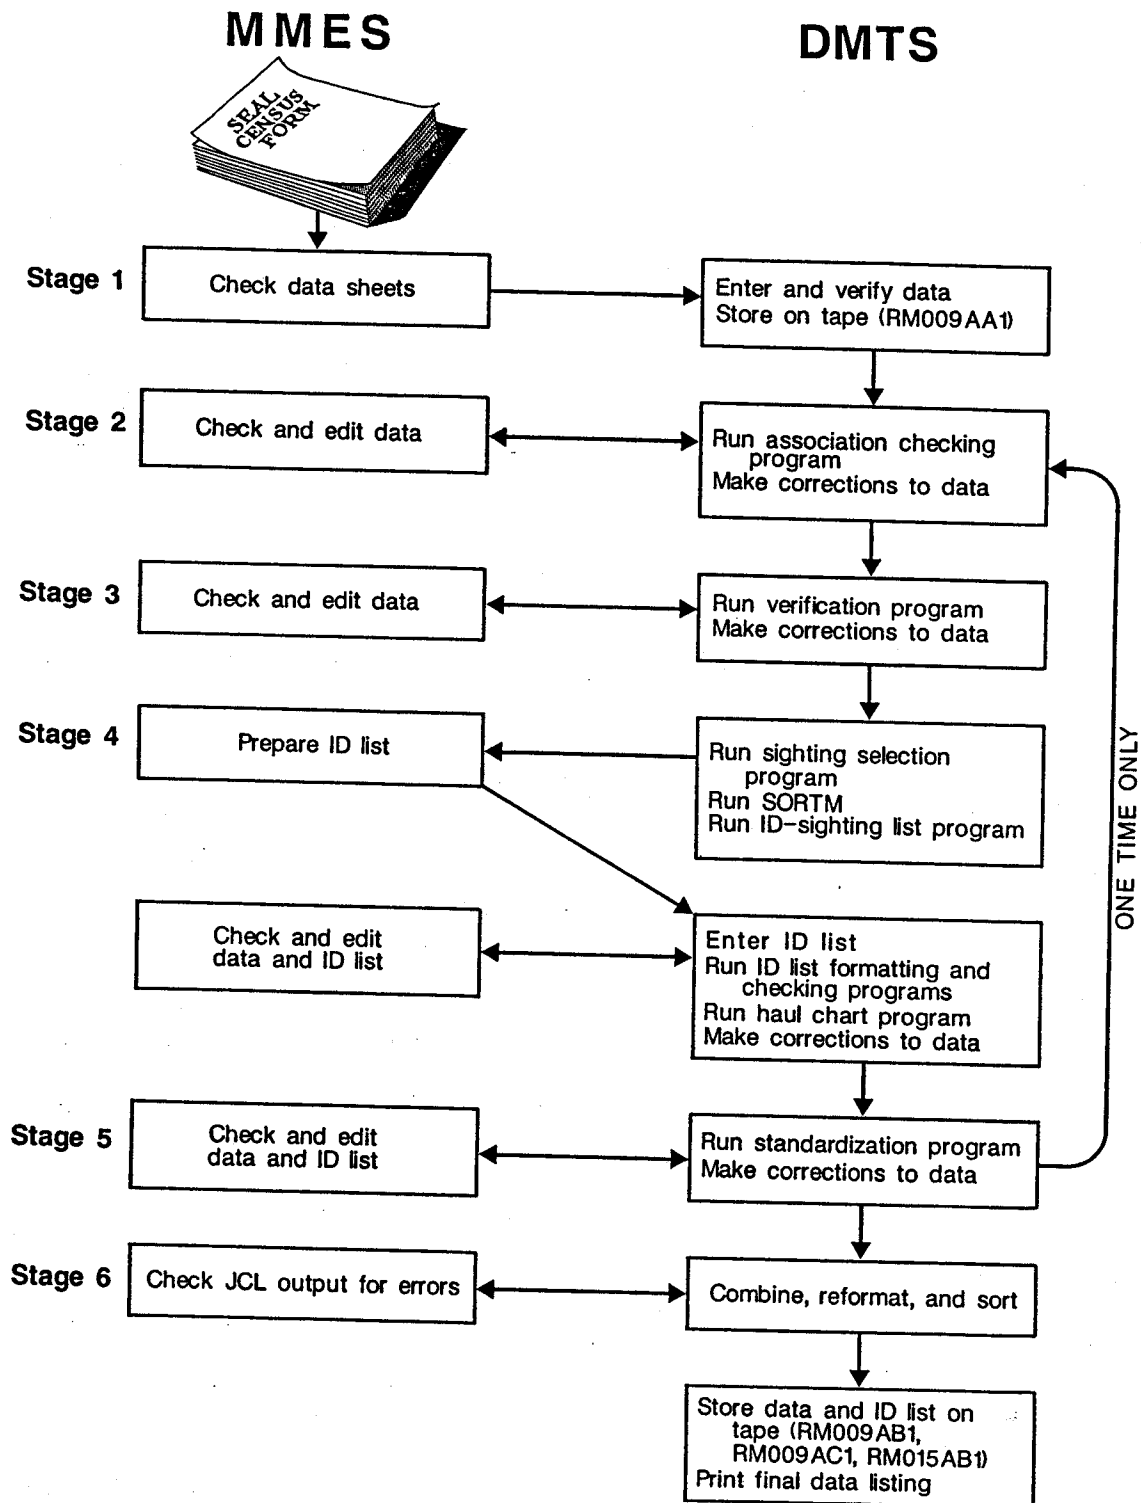 MMES
DMTS
SEAL
CENSUS
FORM
Stage 1
Check data sheets
Enter and verify data
Store on tape (RM009AA1)
Stage 2
Check and edit data
Run association checking
program
Make corrections to data
Stage 3
Check and edit data
Run verification program
Make corrections to data
Stage 4
Prepare ID list
Run sighting selection
program
Run SORTM
Run ID-sighting list program
ONE TIME ONLY
Check and edit
data and ID list
Enter ID list
Run ID list formatting and
checking programs
Run haul chart program
Make corrections to data
Stage 5
Check and edit
data and ID list
Run standardization program
Make corrections to data
Stage 6
Check JCL output for errors
Combine, reformat, and sort
Store data and ID list on
tape (RM009AB1,
RM009AC1, RM015AB1)
Print final data listing